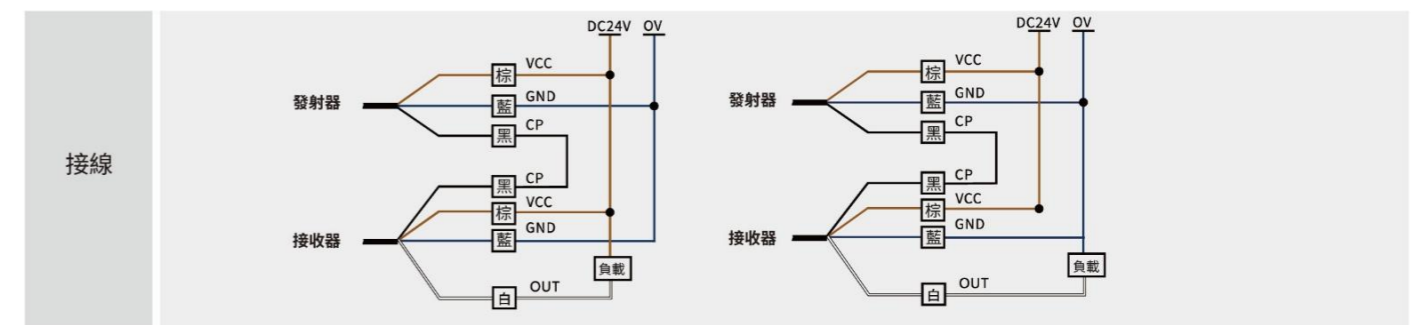 接線
DC24V OV
棕 VCC
發射器
藍 GND
黑 CP
黑 CP
棕 VCC
接收器
藍 GND
負載
白 OUT
DC24V OV
棕 VCC
發射器
藍 GND
黑 CP
黑 CP
棕 VCC
接收器
藍 GND
負載
白 OUT